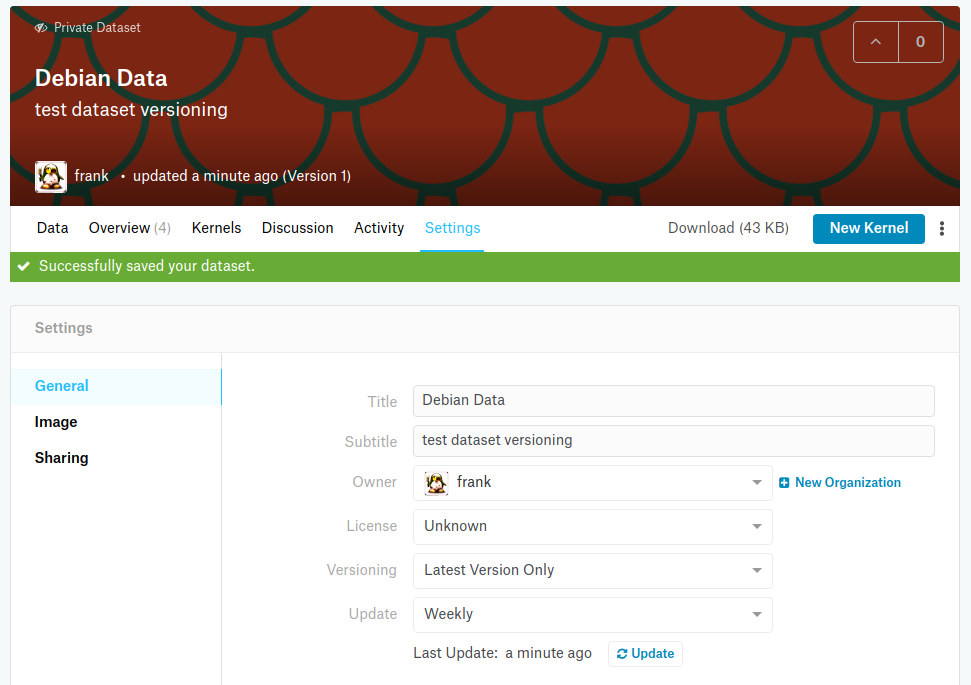 Private Dataset
0
Debian Data
test dataset versioning
frank • updated a minute ago (Version 1)
Data Overview (4) Kernels Discussion Activity Settings Download (43 KB) New Kernel
Successfully saved your dataset.
Settings
General
Image
Sharing
Title Debian Data
Subtitle test dataset versioning
Owner frank New Organization
License Unknown
Versioning Latest Version Only
Update Weekly
Last Update: a minute ago Update